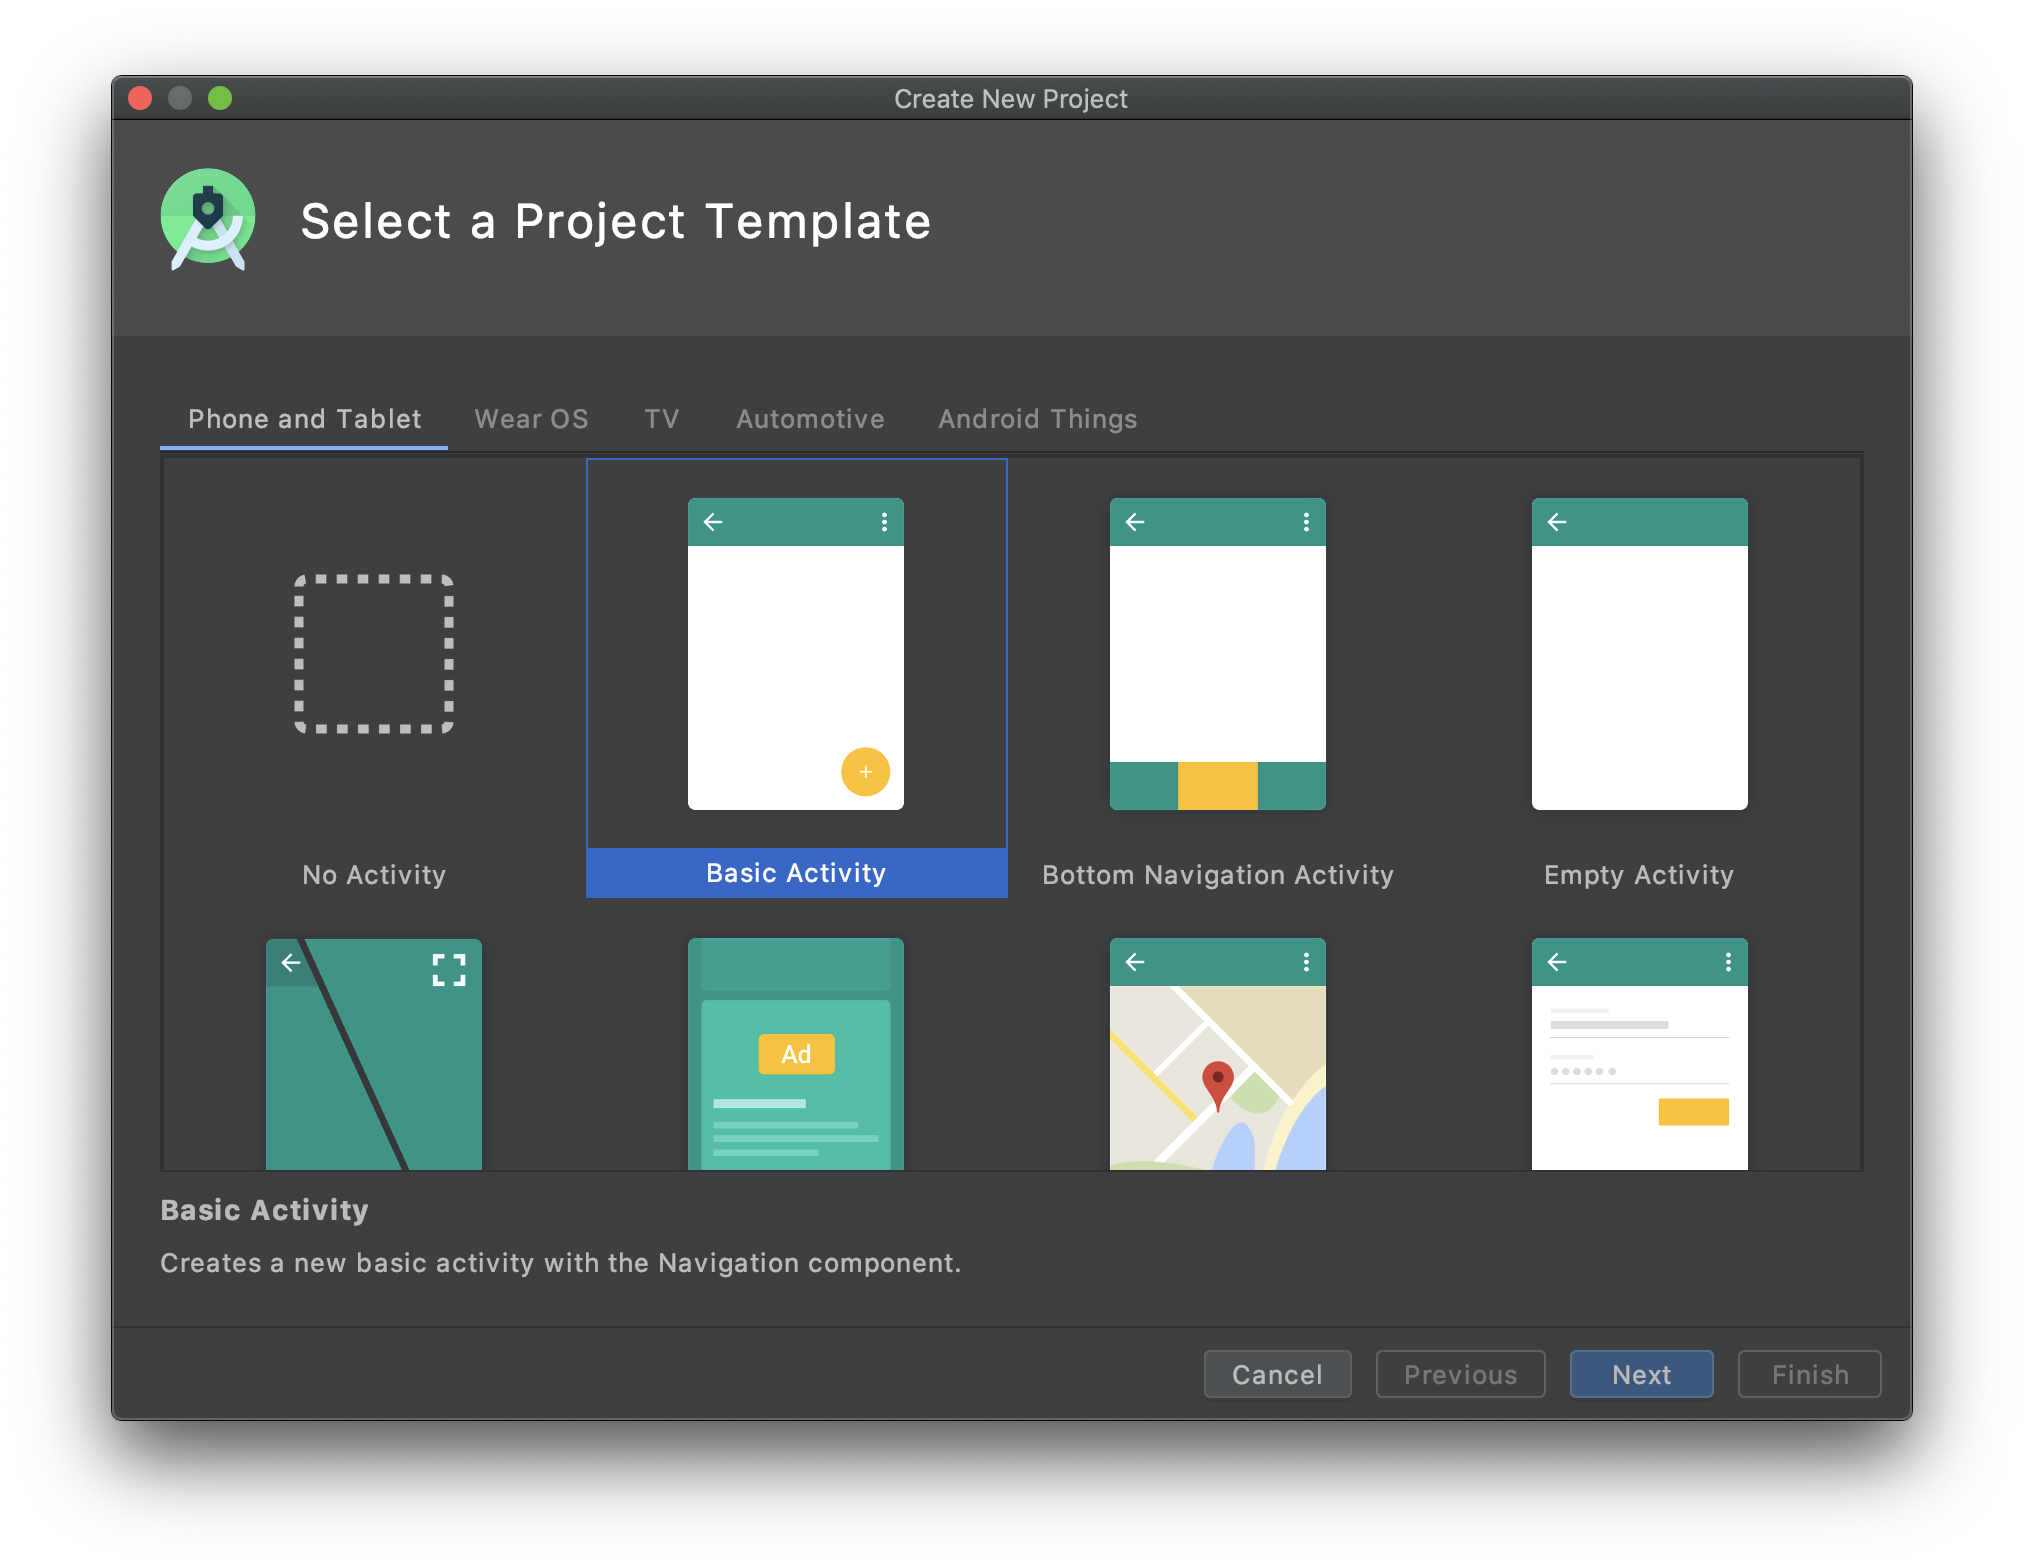 Create New Project
Select a Project Template
Phone and Tablet Wear OS TV Automotive Android Things
+
No Activity Basic Activity Bottom Navigation Activity Empty Activity
Ad
Basic Activity
Creates a new basic activity with the Navigation component.
Cancel Previous Next Finish